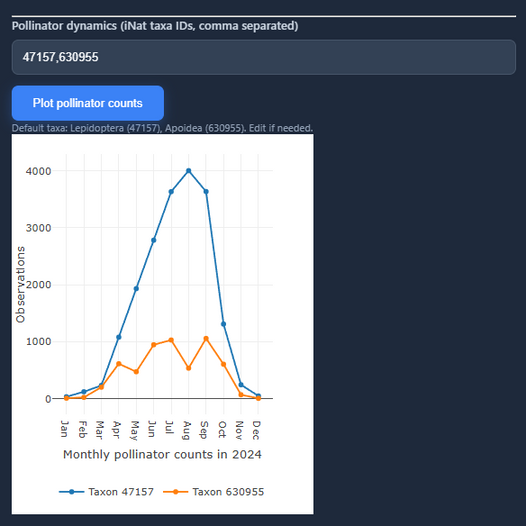 Pollinator dynamics (iNat taxa IDs, comma separated)
47157,630955
Plot pollinator counts
Default taxa: Lepidoptera (47157), Apoidea (630955). Edit if needed.
4000
3000
2000
1000
0
Observations
Jan Feb Mar Apr May Jun Jul Aug Sep Oct Nov Dec
Monthly pollinator counts in 2024
Taxon 47157 Taxon 630955